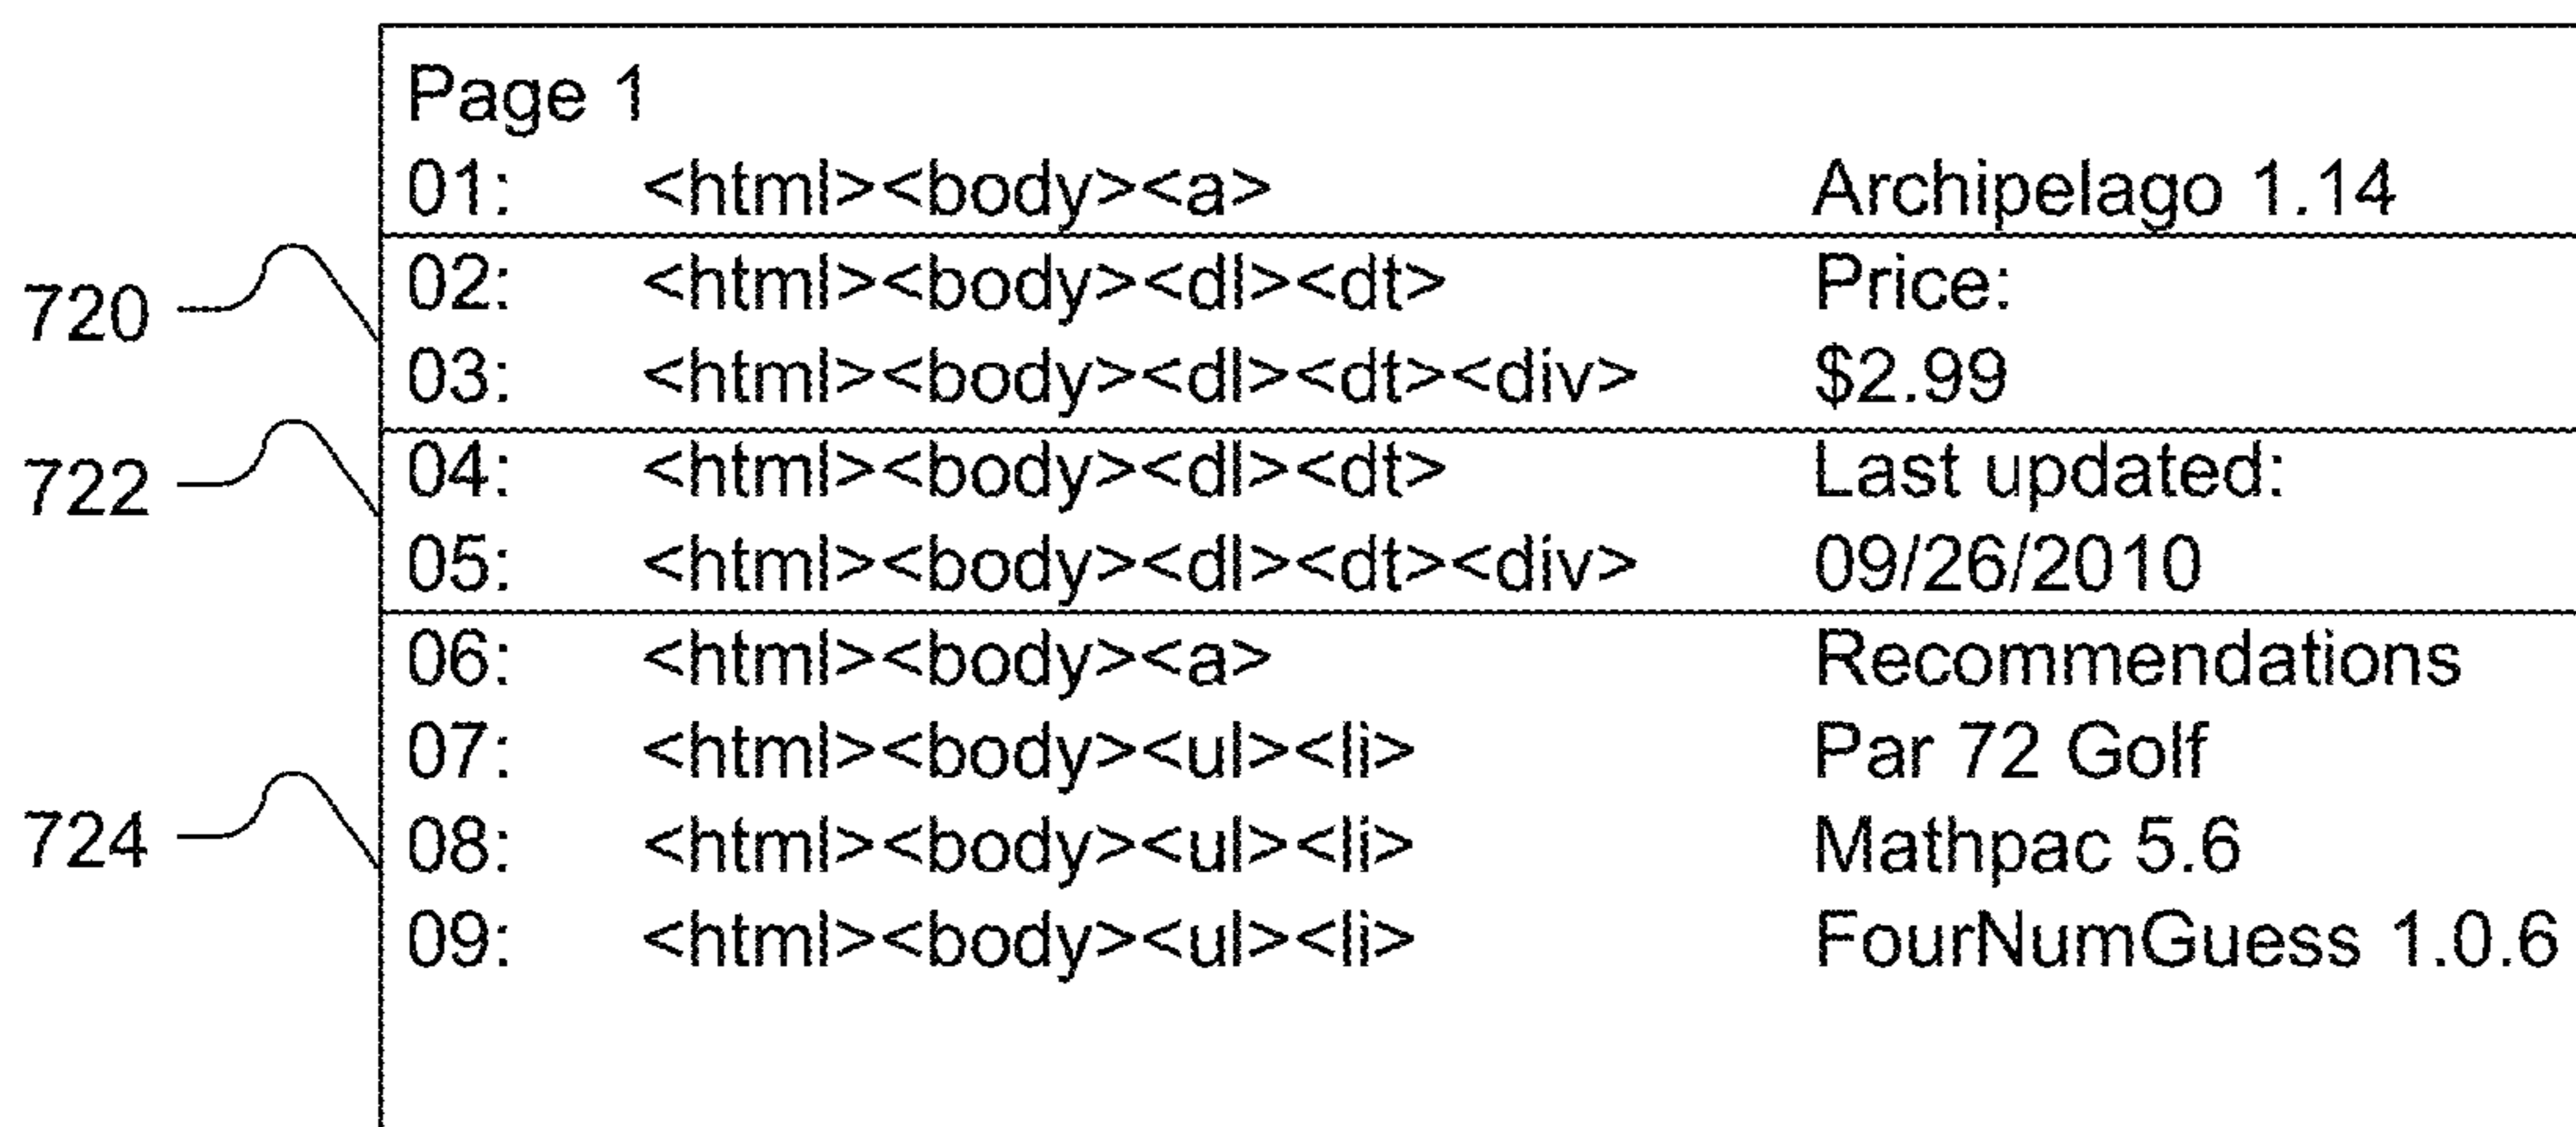 Page 1
01: <html><body><a> Archipelago 1.14
720
02: <html><body><dl><dt> Price:
03: <html><body><dl><dt><div> $2.99
722
04: <html><body><dl><dt> Last updated:
05: <html><body><dl><dt><div> 09/26/2010
06: <html><body><a> Recommendations
07: <html><body><ul><li> Par 72 Golf
724
08: <html><body><ul><li> Mathpac 5.6
09: <html><body><ul><li> FourNumGuess 1.0.6